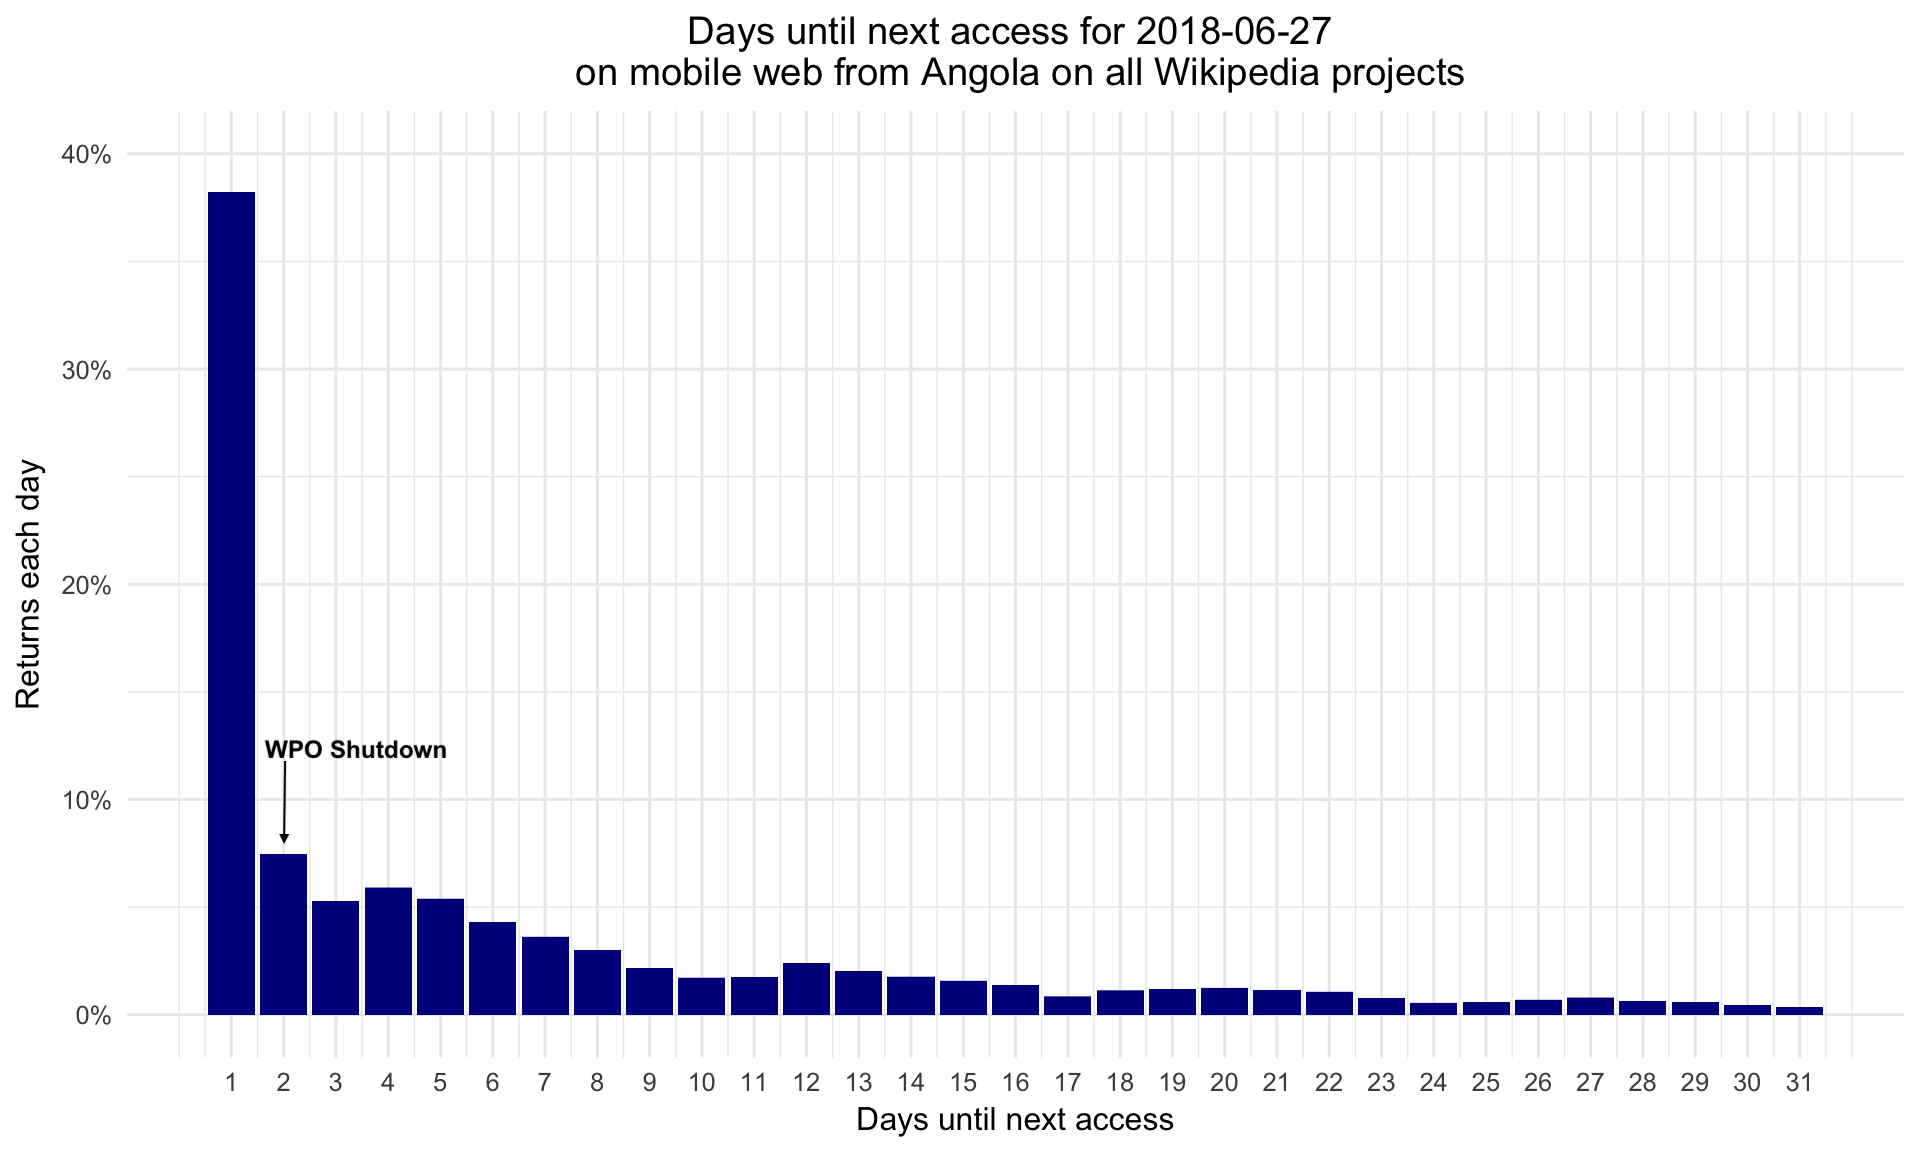 Days until next access for 2018-06-27
on mobile web from Angola on all Wikipedia projects
Returns each day
40%
30%
20%
10%
0%
WPO Shutdown
1 2 3 4 5 6 7 8 9 10 11 12 13 14 15 16 17 18 19 20 21 22 23 24 25 26 27 28 29 30 31
Days until next access